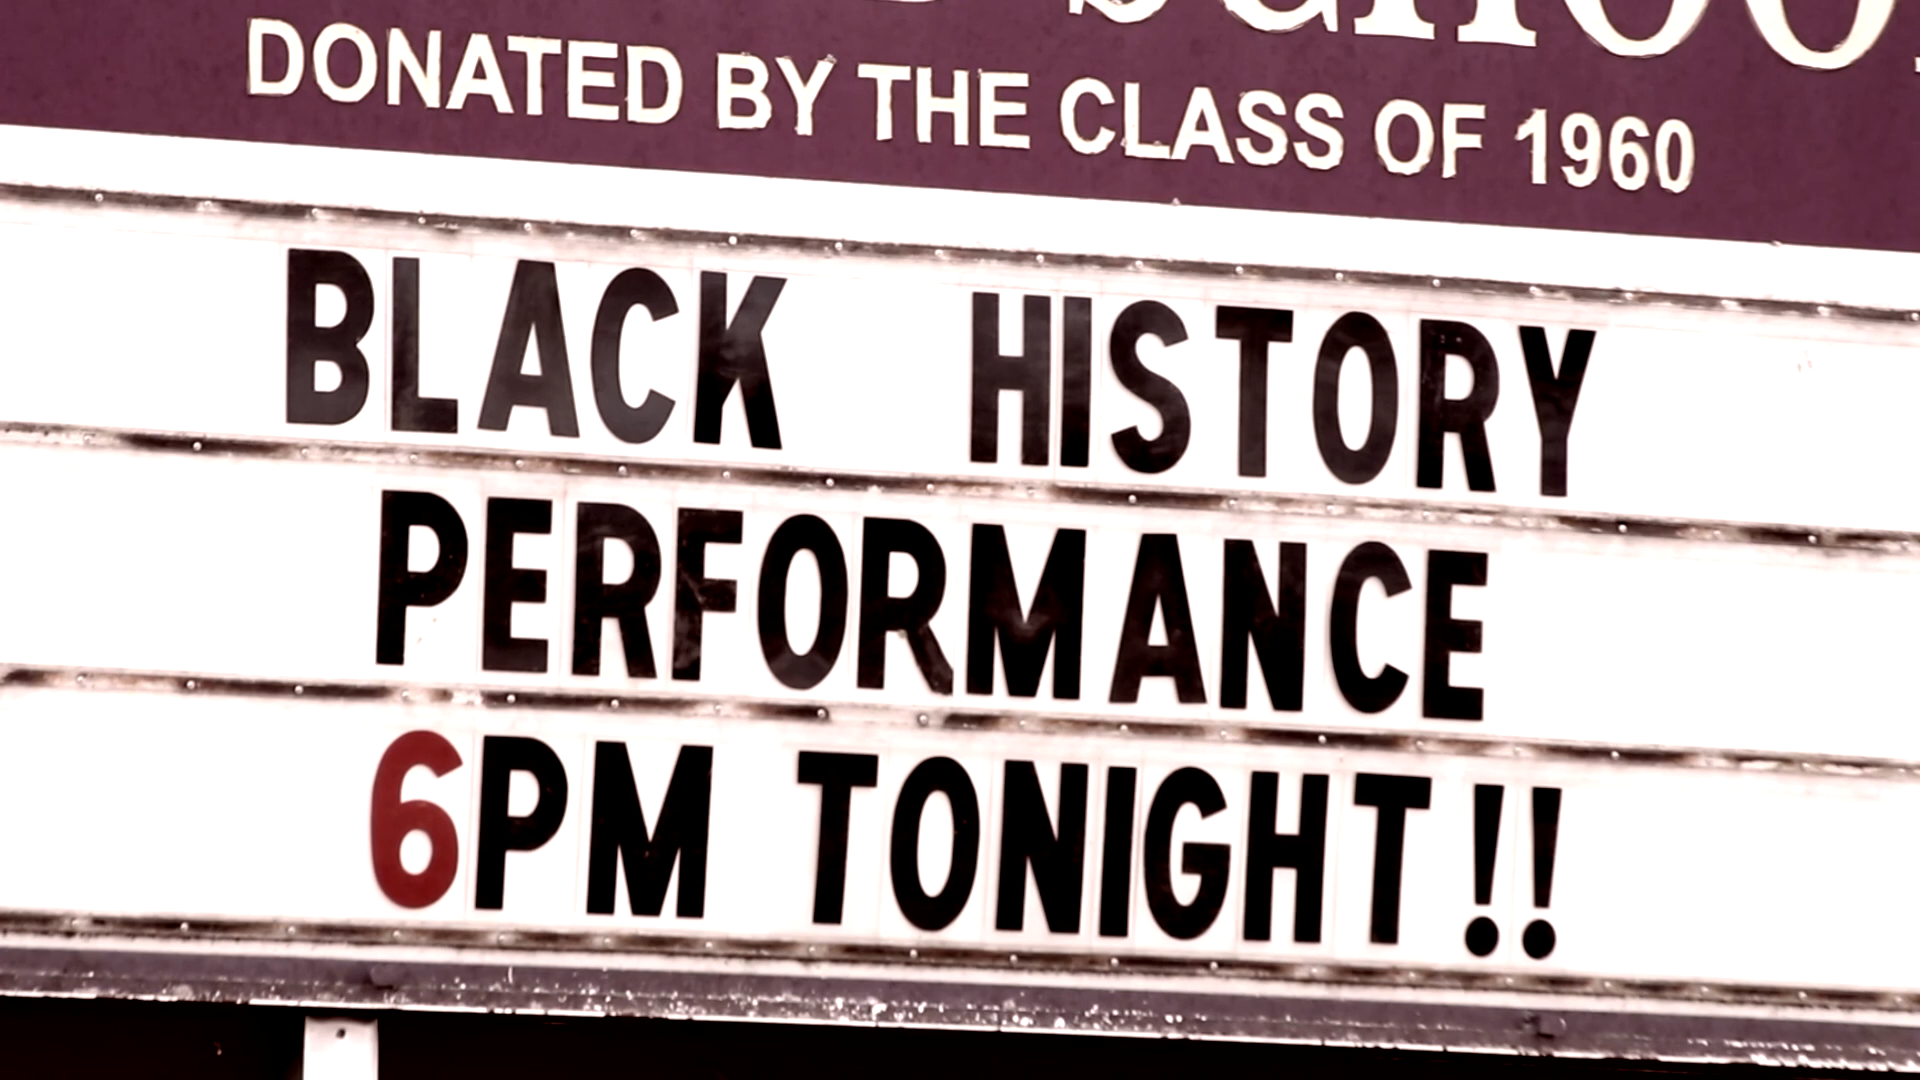 DONATED BY THE CLASS OF 1960
BLACK HISTORY
PERFORMANCE
6PM TONIGHT!!